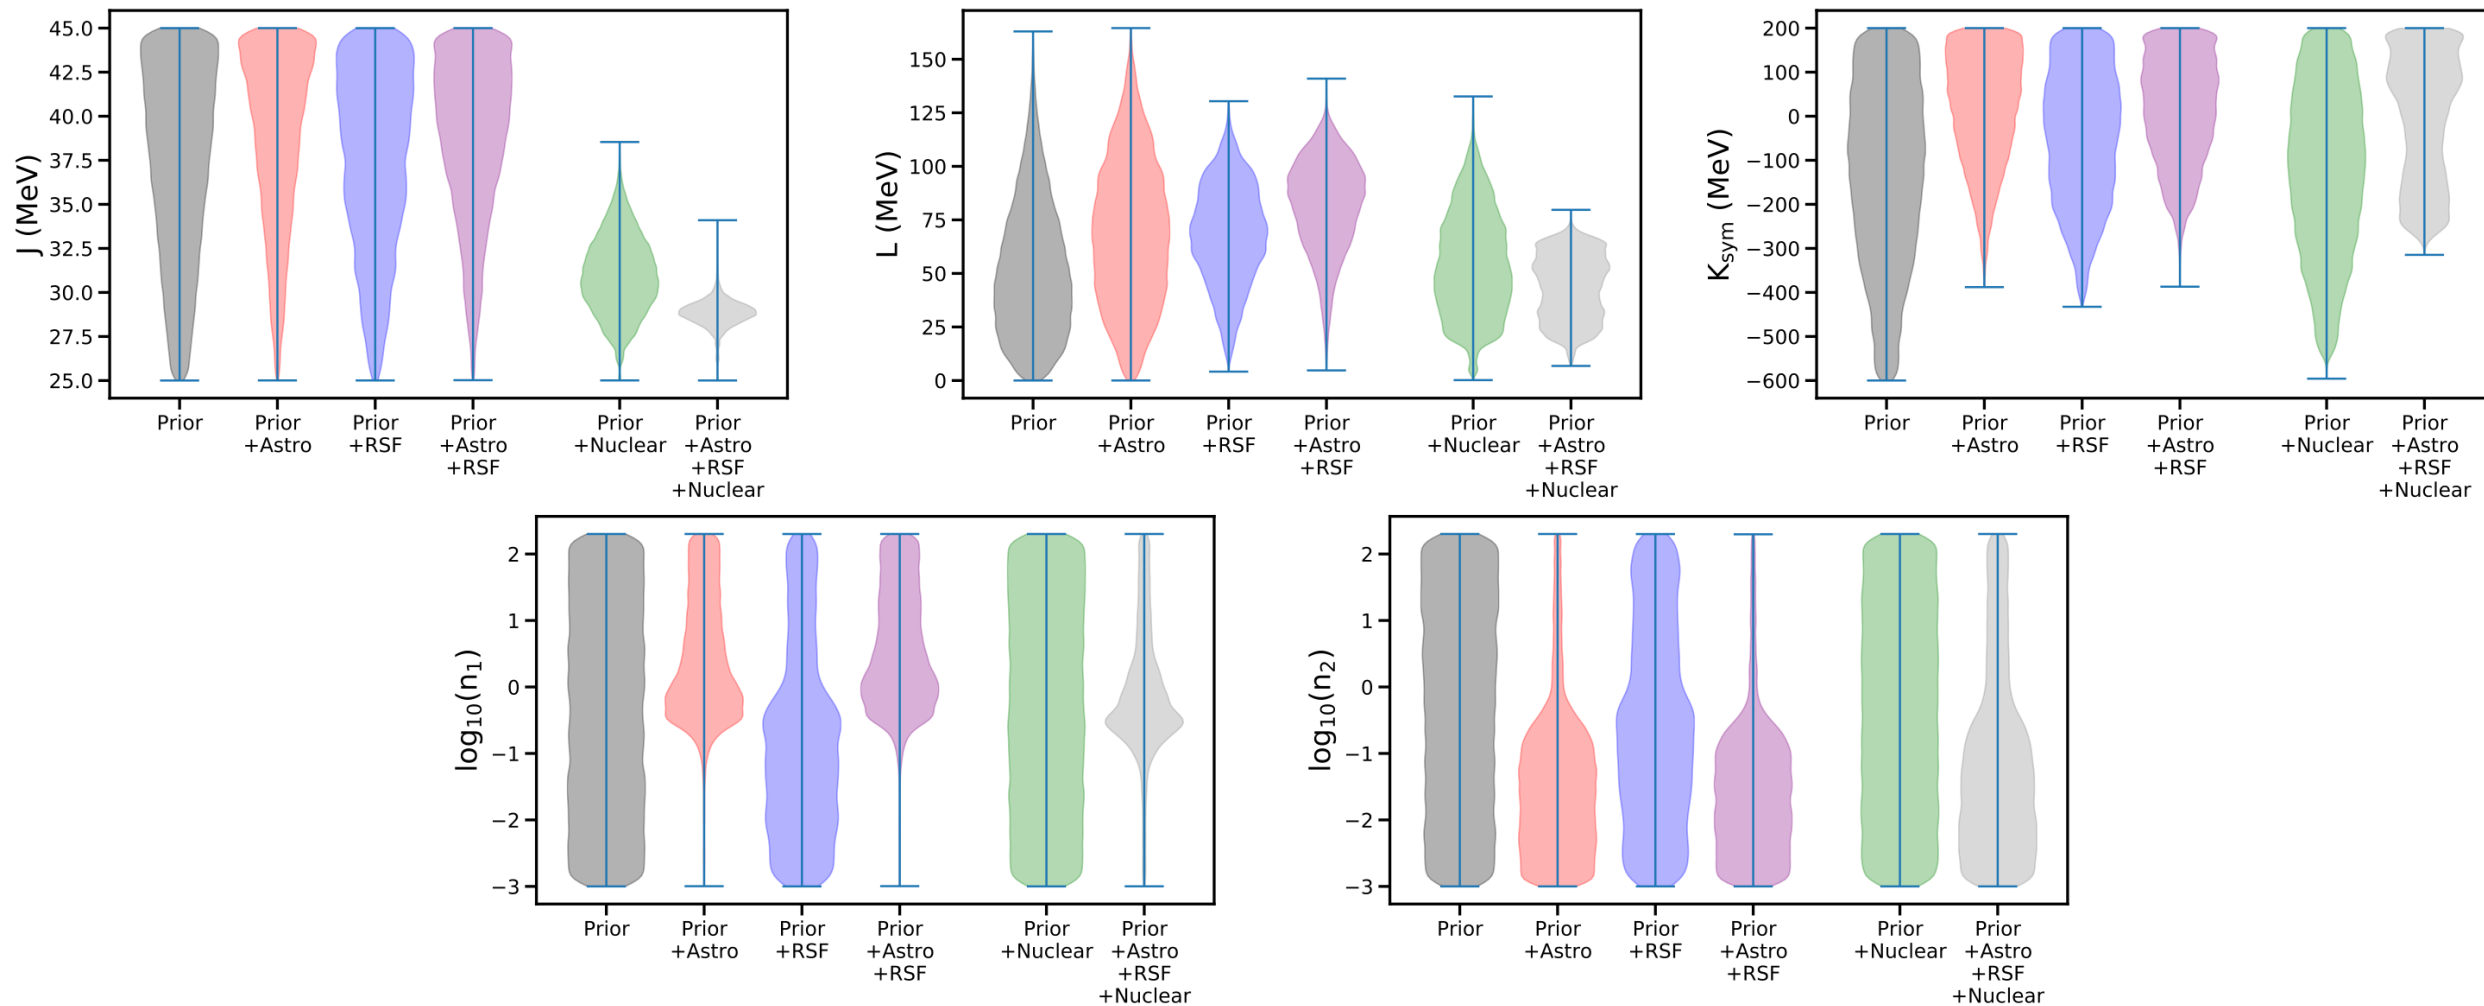 J (MeV)
45.0
42.5
40.0
37.5
35.0
32.5
30.0
27.5
25.0
Prior
Prior
+Astro
Prior
+RSF
Prior
+Astro
+RSF
Prior
+Nuclear
Prior
+Astro
+RSF
+Nuclear
L (MeV)
150
125
100
75
50
25
0
Prior
Prior
+Astro
Prior
+RSF
Prior
+Astro
+RSF
Prior
+Nuclear
Prior
+Astro
+RSF
+Nuclear
K_sym (MeV)
200
100
0
−100
−200
−300
−400
−500
−600
Prior
Prior
+Astro
Prior
+RSF
Prior
+Astro
+RSF
Prior
+Nuclear
Prior
+Astro
+RSF
+Nuclear
log₁₀(n₁)
2
1
0
−1
−2
−3
Prior
Prior
+Astro
Prior
+RSF
Prior
+Astro
+RSF
Prior
+Nuclear
Prior
+Astro
+RSF
+Nuclear
log₁₀(n₂)
2
1
0
−1
−2
−3
Prior
Prior
+Astro
Prior
+RSF
Prior
+Astro
+RSF
Prior
+Nuclear
Prior
+Astro
+RSF
+Nuclear